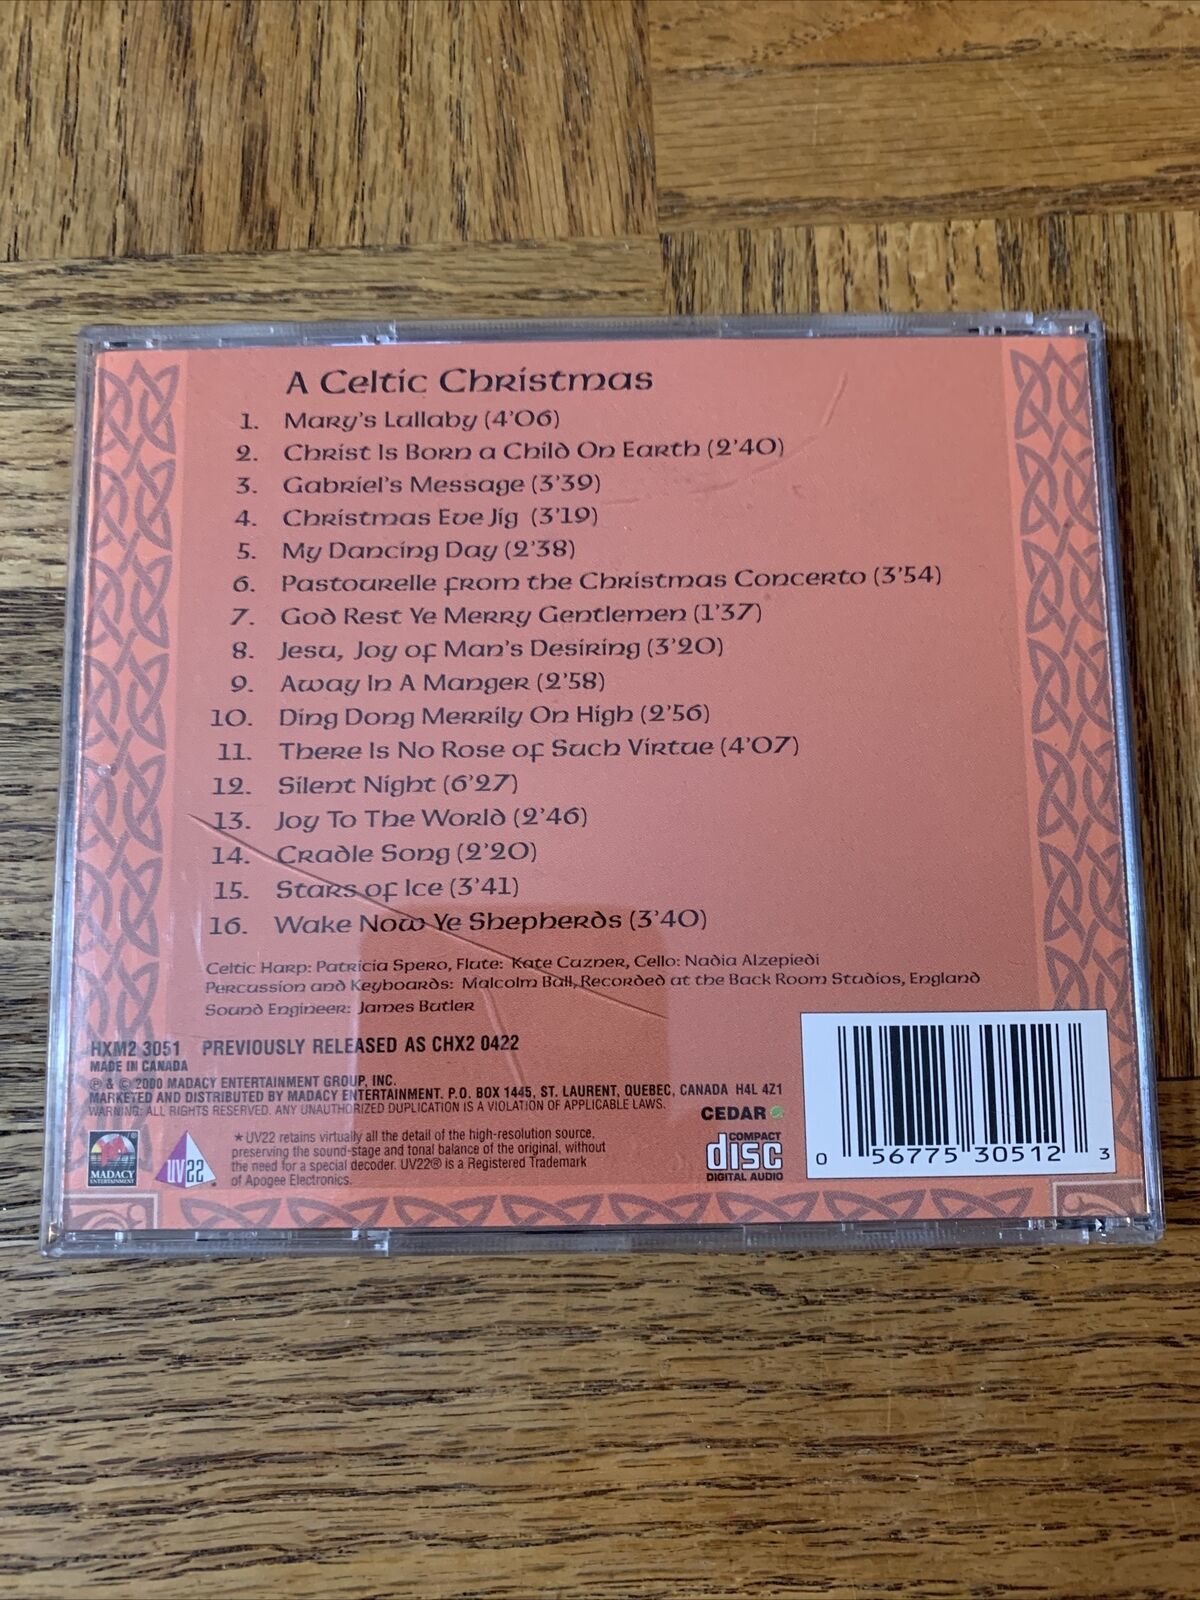 A Celtic Christmas
1. Mary's Lullaby (4'06)
2. Christ Is Born a Child On Earth (2'40)
3. Gabriel's Message (3'39)
4. Christmas Eve Jig (3'19)
5. My Dancing Day (2'38)
6. Pastourelle from the Christmas Concerto (3'54)
7. God Rest Ye Merry Gentlemen (1'37)
8. Jesu, Joy of Man's Desiring (3'20)
9. Away In A Manger (2'58)
10. Ding Dong Merrily On High (2'56)
11. There Is No Rose of Such Virtue (4'07)
12. Silent Night (6'27)
13. Joy To The World (2'46)
14. Cradle Song (2'20)
15. Stars of Ice (3'41)
16. Wake Now Ye Shepherds (3'40)
Celtic Harp: Patricia Spero, Flute: Kate Cuzner, Cello: Nadia Alzepiedi
Percussion and Keyboards: Malcolm Ball, Recorded at the Back Room Studios, England
Sound Engineer: James Butler
HXM2 3051 PREVIOUSLY RELEASED AS CHX2 0422
MADE IN CANADA
℗ & © 2000 MADACY ENTERTAINMENT GROUP, INC.
MARKETED AND DISTRIBUTED BY MADACY ENTERTAINMENT. P.O. BOX 1445, ST. LAURENT, QUEBEC, CANADA H4L 4Z1
WARNING: ALL RIGHTS RESERVED. ANY UNAUTHORIZED DUPLICATION IS A VIOLATION OF APPLICABLE LAWS.
CEDAR
MADACY
ENTERTAINMENT
UV22
★UV22 retains virtually all the detail of the high-resolution source,
preserving the sound-stage and tonal balance of the original, without
the need for a special decoder. UV22® is a Registered Trademark
of Apogee Electronics.
COMPACT
disc
DIGITAL AUDIO
0 56775 30512 3